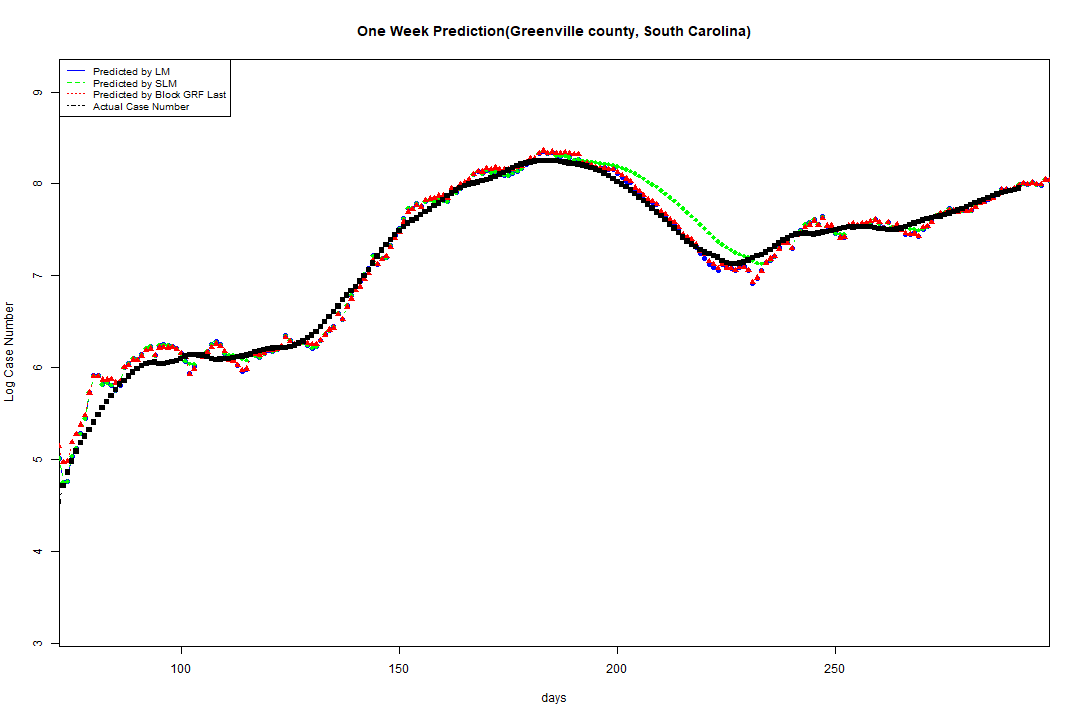 One Week Prediction(Greenville county, South Carolina)
Predicted by LM
Predicted by SLM
Predicted by Block GRF Last
Actual Case Number
9
8
7
6
5
4
3
Log Case Number
100 150 200 250
days